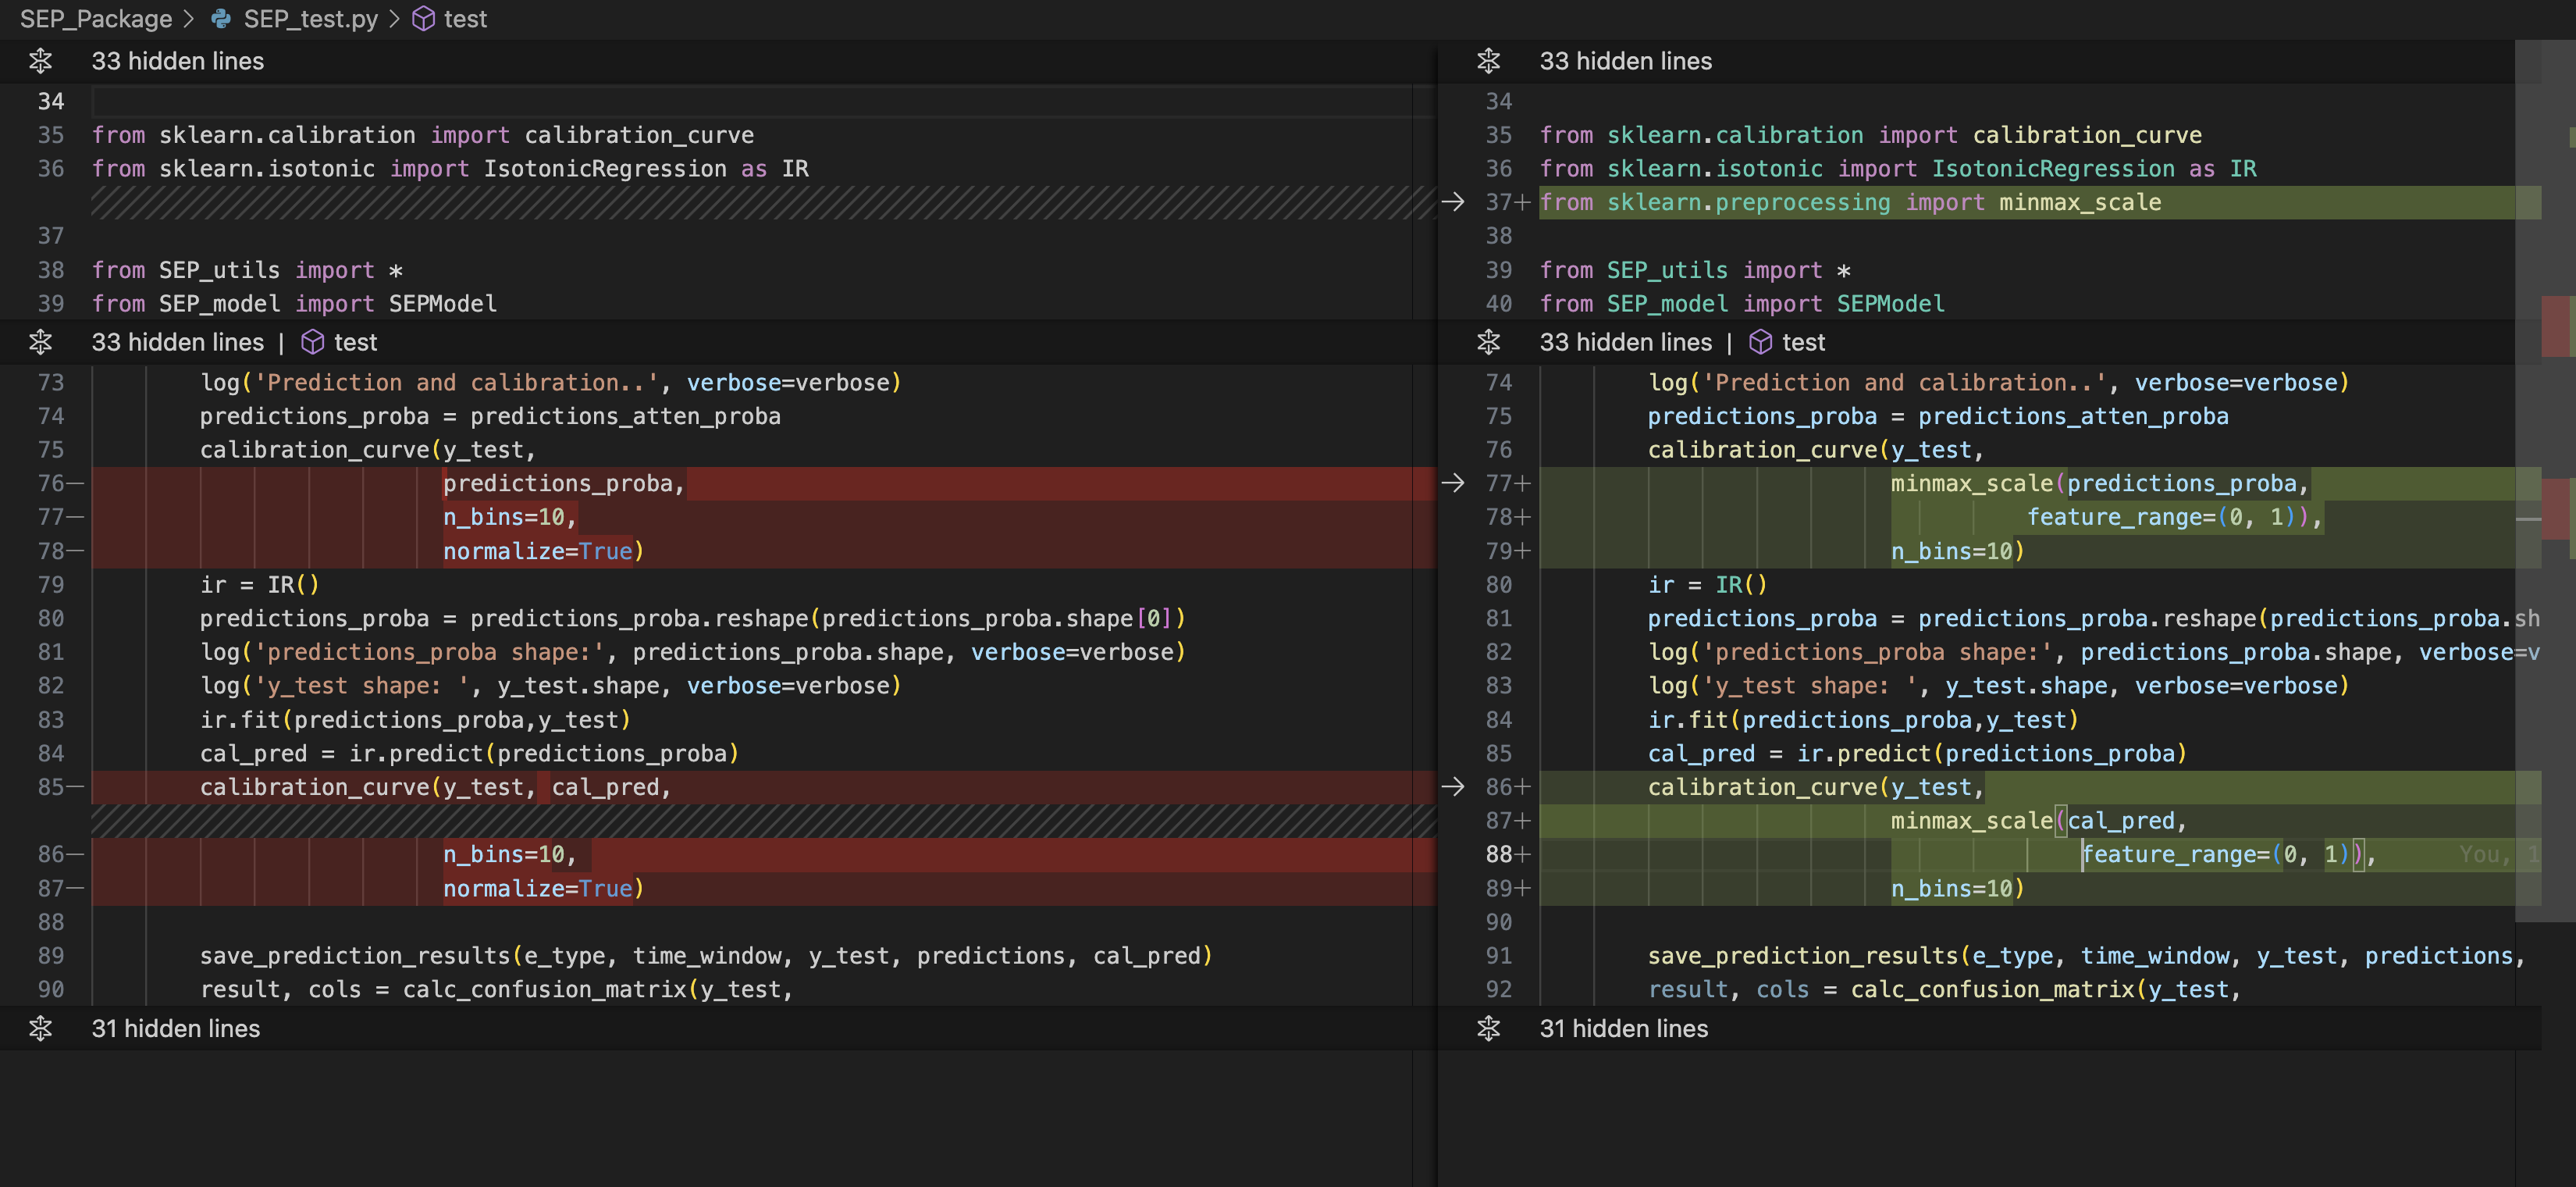 SEP_Package > SEP_test.py > test
33 hidden lines
34
35 from sklearn.calibration import calibration_curve
36 from sklearn.isotonic import IsotonicRegression as IR
37
38 from SEP_utils import *
39 from SEP_model import SEPModel
33 hidden lines | test
73 log('Prediction and calibration..', verbose=verbose)
74 predictions_proba = predictions_atten_proba
75 calibration_curve(y_test,
76— predictions_proba,
77— n_bins=10,
78— normalize=True)
79 ir = IR()
80 predictions_proba = predictions_proba.reshape(predictions_proba.shape[0])
81 log('predictions_proba shape:', predictions_proba.shape, verbose=verbose)
82 log('y_test shape: ', y_test.shape, verbose=verbose)
83 ir.fit(predictions_proba,y_test)
84 cal_pred = ir.predict(predictions_proba)
85— calibration_curve(y_test, cal_pred,
86— n_bins=10,
87— normalize=True)
88
89 save_prediction_results(e_type, time_window, y_test, predictions, cal_pred)
90 result, cols = calc_confusion_matrix(y_test,
31 hidden lines
33 hidden lines
34
35 from sklearn.calibration import calibration_curve
36 from sklearn.isotonic import IsotonicRegression as IR
37+ from sklearn.preprocessing import minmax_scale
38
39 from SEP_utils import *
40 from SEP_model import SEPModel
33 hidden lines | test
74 log('Prediction and calibration..', verbose=verbose)
75 predictions_proba = predictions_atten_proba
76 calibration_curve(y_test,
77+ minmax_scale(predictions_proba,
78+ feature_range=(0, 1)),
79+ n_bins=10)
80 ir = IR()
81 predictions_proba = predictions_proba.reshape(predictions_proba.sh
82 log('predictions_proba shape:', predictions_proba.shape, verbose=v
83 log('y_test shape: ', y_test.shape, verbose=verbose)
84 ir.fit(predictions_proba,y_test)
85 cal_pred = ir.predict(predictions_proba)
86+ calibration_curve(y_test,
87+ minmax_scale(cal_pred,
88+ feature_range=(0, 1)), You, 1
89+ n_bins=10)
90
91 save_prediction_results(e_type, time_window, y_test, predictions,
92 result, cols = calc_confusion_matrix(y_test,
31 hidden lines